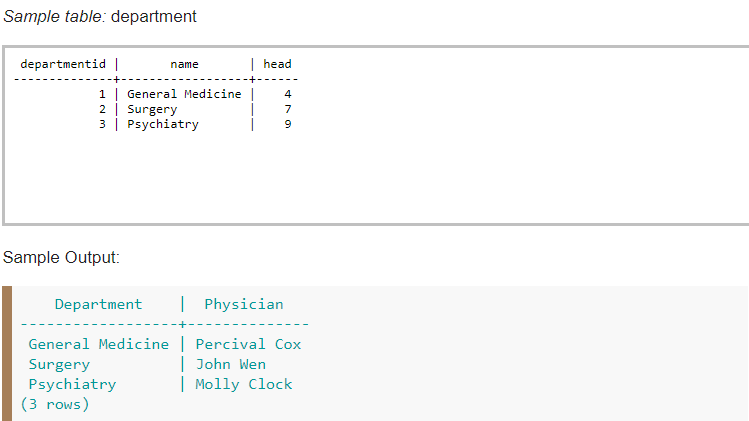 Sample table: department
departmentid | name | head
--------------+------------------+------
1 | General Medicine | 4
2 | Surgery | 7
3 | Psychiatry | 9
Sample Output:
Department | Physician
------------------+--------------
General Medicine | Percival Cox
Surgery | John Wen
Psychiatry | Molly Clock
(3 rows)